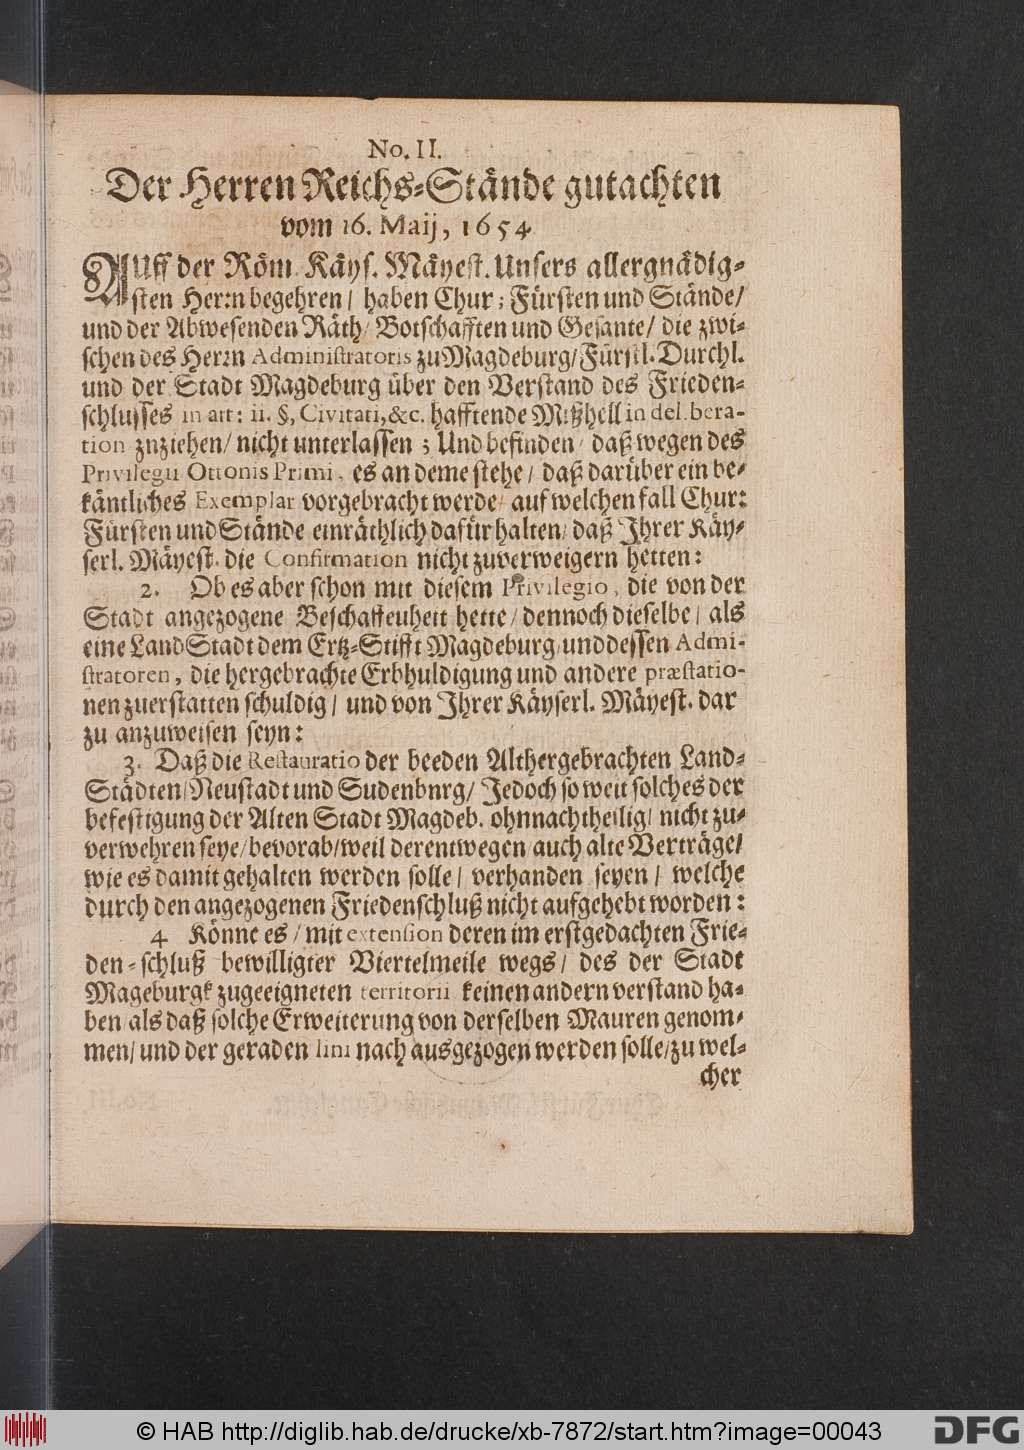 No. II.
Der Herren Reichs-Stände gutachten
vom 16. Maij, 1654
AUff der Röm. Käys. Mäyest. Unsers allergnädig-
sten Herrn begehren / haben Chur ; Fürsten und Stände /
und der Abwesenden Räth / Botschafften und Gesante / die zwi-
schen des Herrn Administratoris zu Magdeburg / Fürstl. Durchl.
und der Stadt Magdeburg über den Verstand des Frieden-
schlusses in art: ii. §, Civitati, &c. hafftende Mißhell in delibera-
tion znziehen / nicht unterlassen ; Und befinden / daß wegen des
Privilegii Ottonis Primi, es an deme stehe / daß darüber ein be-
käntliches Exemplar vorgebracht werde / auf welchen fall Chur:
Fürsten und Stände einräthlich dafür halten / daß Ihrer Käy-
serl. Mäyest. die Confirmation nicht zuverweigern hetten:
2. Ob es aber schon mit diesem Privilegio, die von der
Stadt angezogene Beschaffeuheit hette / dennoch dieselbe / als
eine LandStadt dem Ertz-Stifft Magdeburg / und dessen Admi-
stratoren, die hergebrachte Erbhuldigung und andere præstatio-
nen zuerstatten schuldig / und von Ihrer Käyserl. Mäyest. dar
zu anzuweisen seyn:
3. Daß die Restauratio der beeden Althergebrachten Land-
Städten / Neustadt und Sudenbnrg / Jedoch so weit solches der
befestigung der Alten Stadt Magdeb. ohnnachtheilig / nicht zu-
verwehren seye / bevorab / weil derentwegen auch alte Verträge /
wie es damit gehalten werden solle / verhanden seyen / welche
durch den angezogenen Friedenschluß nicht aufgehebt worden:
4 Könne es / mit extension deren im erstgedachten Frie-
den-schluß bewilligter Viertelmeile wegs / des der Stadt
Mageburgk zugeeigneten territorii keinen andern verstand ha-
ben / als daß solche Erweiterung von derselben Mauren genom-
men / und der geraden lini nach ausgezogen werden solle / zu wel-
cher
© HAB http://diglib.hab.de/drucke/xb-7872/start.htm?image=00043
DFG